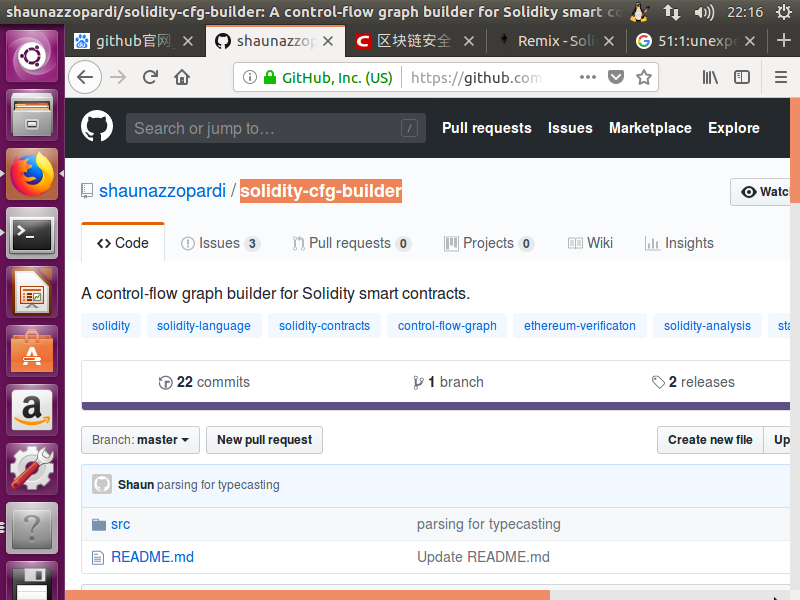 shaunazzopardi/solidity-cfg-builder: A control-flow graph builder for Solidity smart co
22:16
github官网
shaunazzop
区块链安全
Remix - Soli
51:1:unexpe
GitHub, Inc. (US)
https://github.com
Search or jump to…
/
Pull requests
Issues
Marketplace
Explore
shaunazzopardi / solidity-cfg-builder
Watc
Code
Issues 3
Pull requests 0
Projects 0
Wiki
Insights
A control-flow graph builder for Solidity smart contracts.
solidity
solidity-language
solidity-contracts
control-flow-graph
ethereum-verificaton
solidity-analysis
sta
22 commits
1 branch
2 releases
Branch: master
New pull request
Create new file
Up
Shaun parsing for typecasting
src
parsing for typecasting
README.md
Update README.md